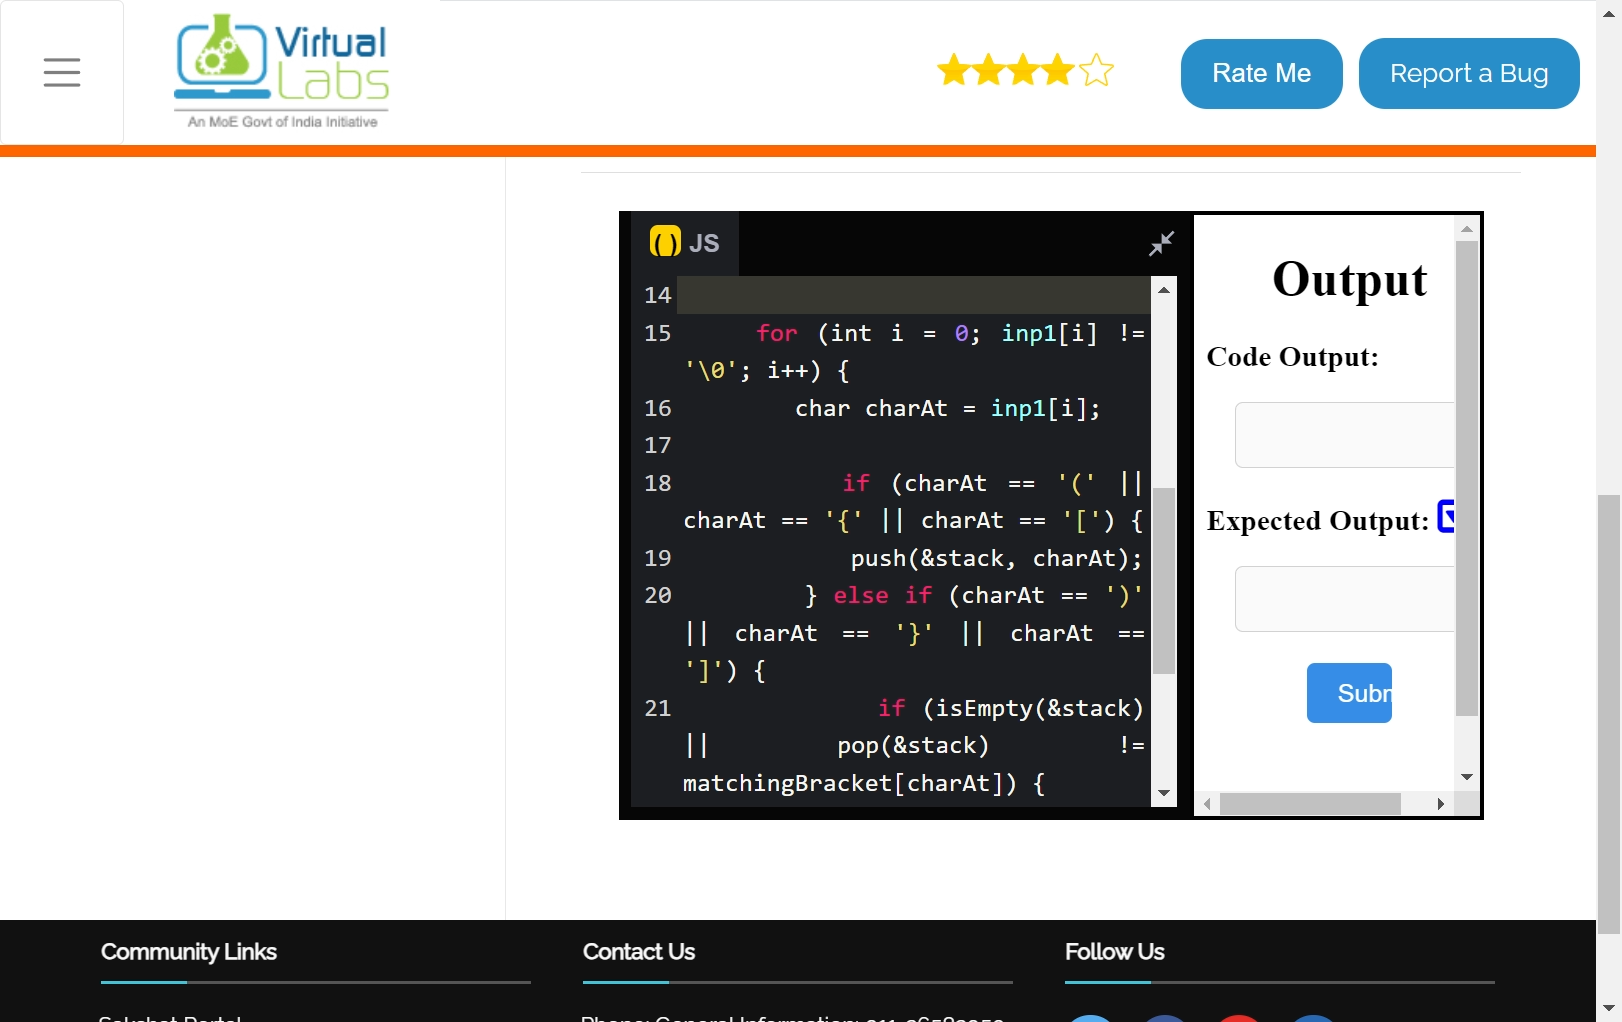 Virtual
Labs
An MoE Govt of India Initiative
Rate Me
Report a Bug
( ) JS
14
15 for (int i = 0; inp1[i] !=
'\0'; i++) {
16 char charAt = inp1[i];
17
18 if (charAt == '(' ||
charAt == '{' || charAt == '[') {
19 push(&stack, charAt);
20 } else if (charAt == ')'
|| charAt == '}' || charAt ==
']') {
21 if (isEmpty(&stack)
|| pop(&stack) !=
matchingBracket[charAt]) {
Output
Code Output:
Expected Output:
Subm
Community Links
Contact Us
Follow Us
Sakshat Portal
Phone: General Information: 011-26582050